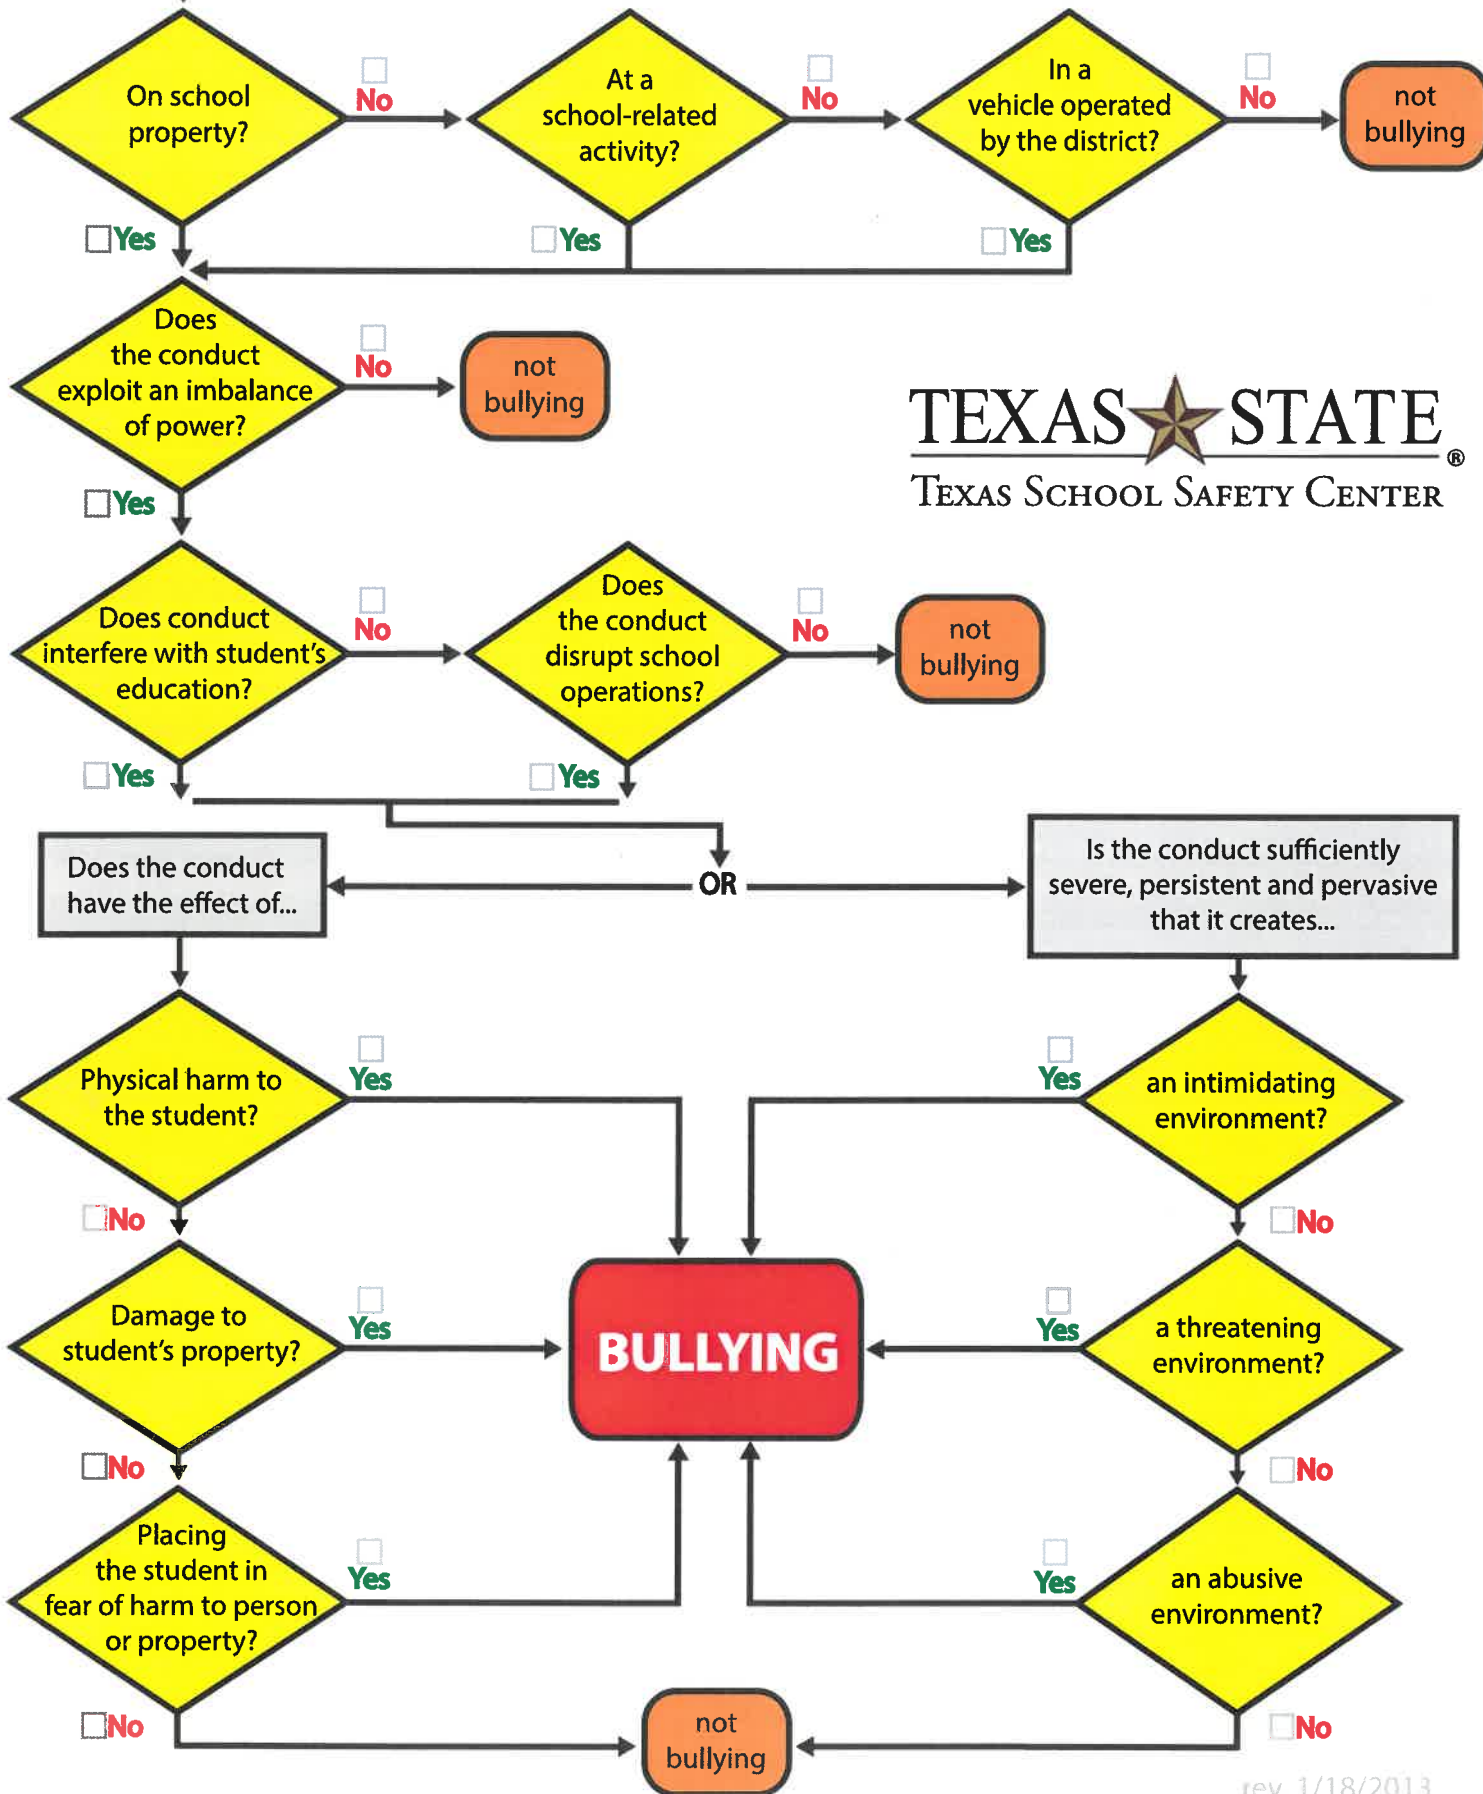 On school
property?
No
At a
school-related
activity?
No
In a
vehicle operated
by the district?
No
not
bullying
Yes
Yes
Yes
Does
the conduct
exploit an imbalance
of power?
No
not
bullying
TEXAS STATE
®
TEXAS SCHOOL SAFETY CENTER
Yes
Does conduct
interfere with student's
education?
No
Does
the conduct
disrupt school
operations?
No
not
bullying
Yes
Yes
Does the conduct
have the effect of...
OR
Is the conduct sufficiently
severe, persistent and pervasive
that it creates...
Physical harm to
the student?
Yes
Yes
an intimidating
environment?
No
No
Damage to
student's property?
Yes
BULLYING
Yes
a threatening
environment?
No
No
Placing
the student in
fear of harm to person
or property?
Yes
Yes
an abusive
environment?
No
not
bullying
No
rev. 1/18/2013